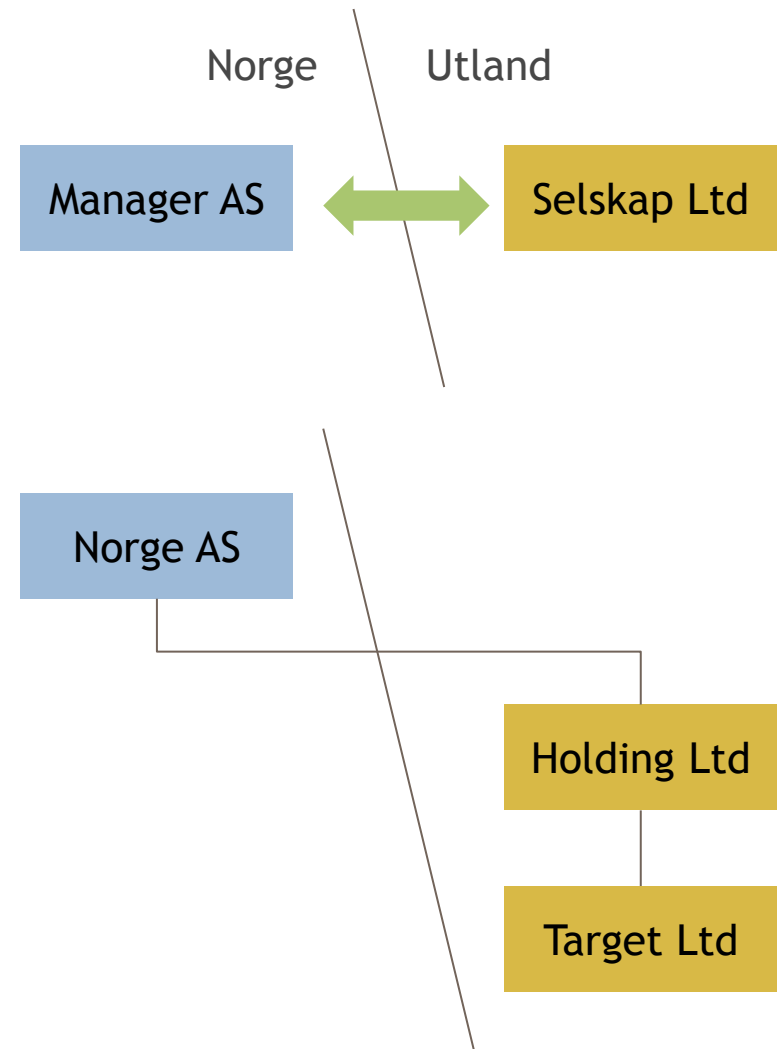 Norge
Utland
Manager AS
Selskap Ltd
Norge AS
Holding Ltd
Target Ltd